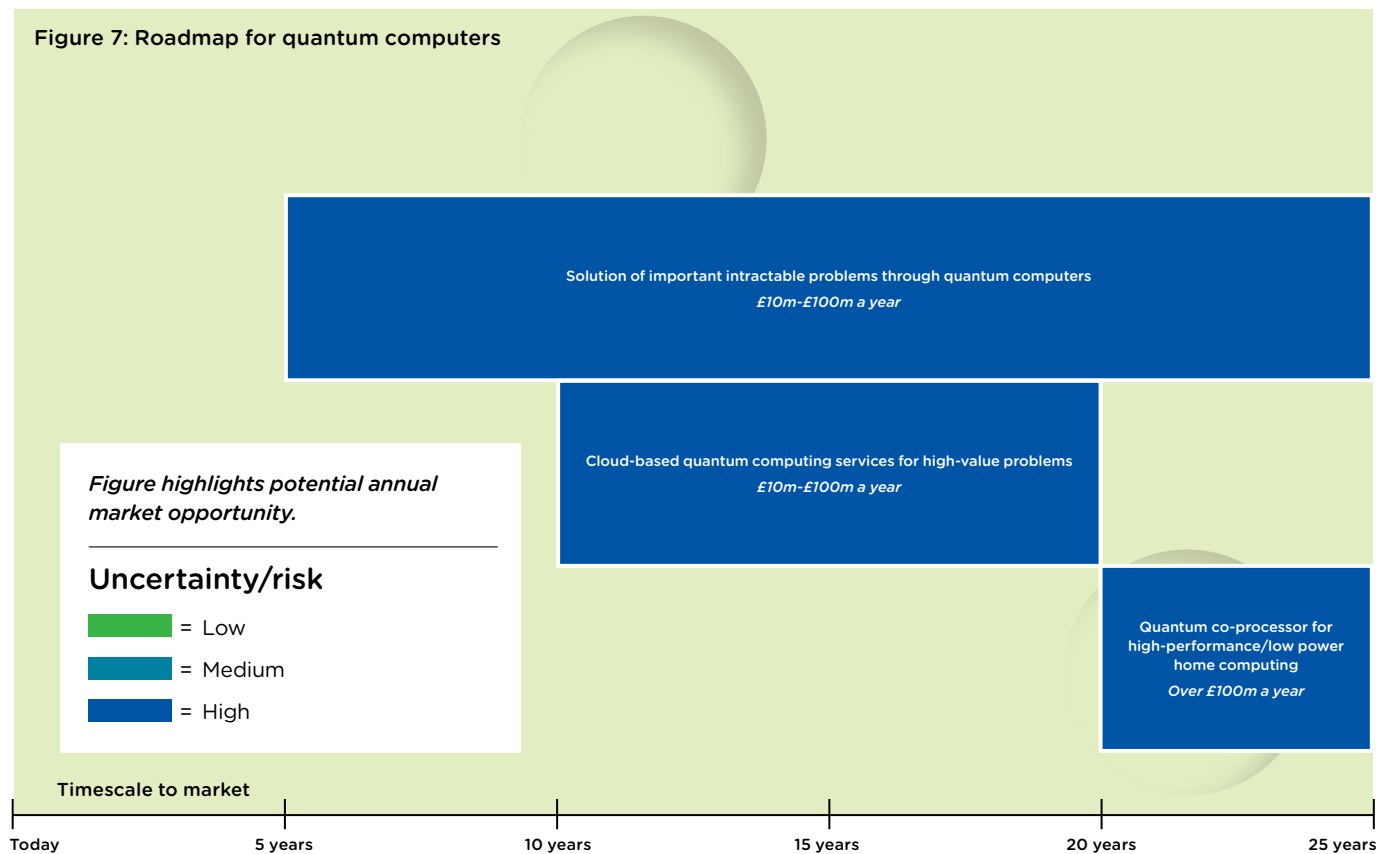 Figure 7: Roadmap for quantum computers
Solution of important intractable problems through quantum computers
£10m-£100m a year
Cloud-based quantum computing services for high-value problems
£10m-£100m a year
Quantum co-processor for
high-performance/low power
home computing
Over £100m a year
Figure highlights potential annual
market opportunity.
Uncertainty/risk
= Low
= Medium
= High
Timescale to market
Today
5 years
10 years
15 years
20 years
25 years